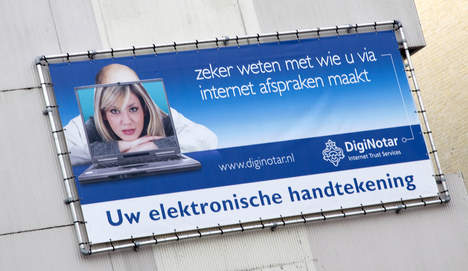 zeker weten met wie u via
internet afspraken maakt
www.diginotar.nl
DigiNotar
Internet Trust Services
Uw elektronische handtekening